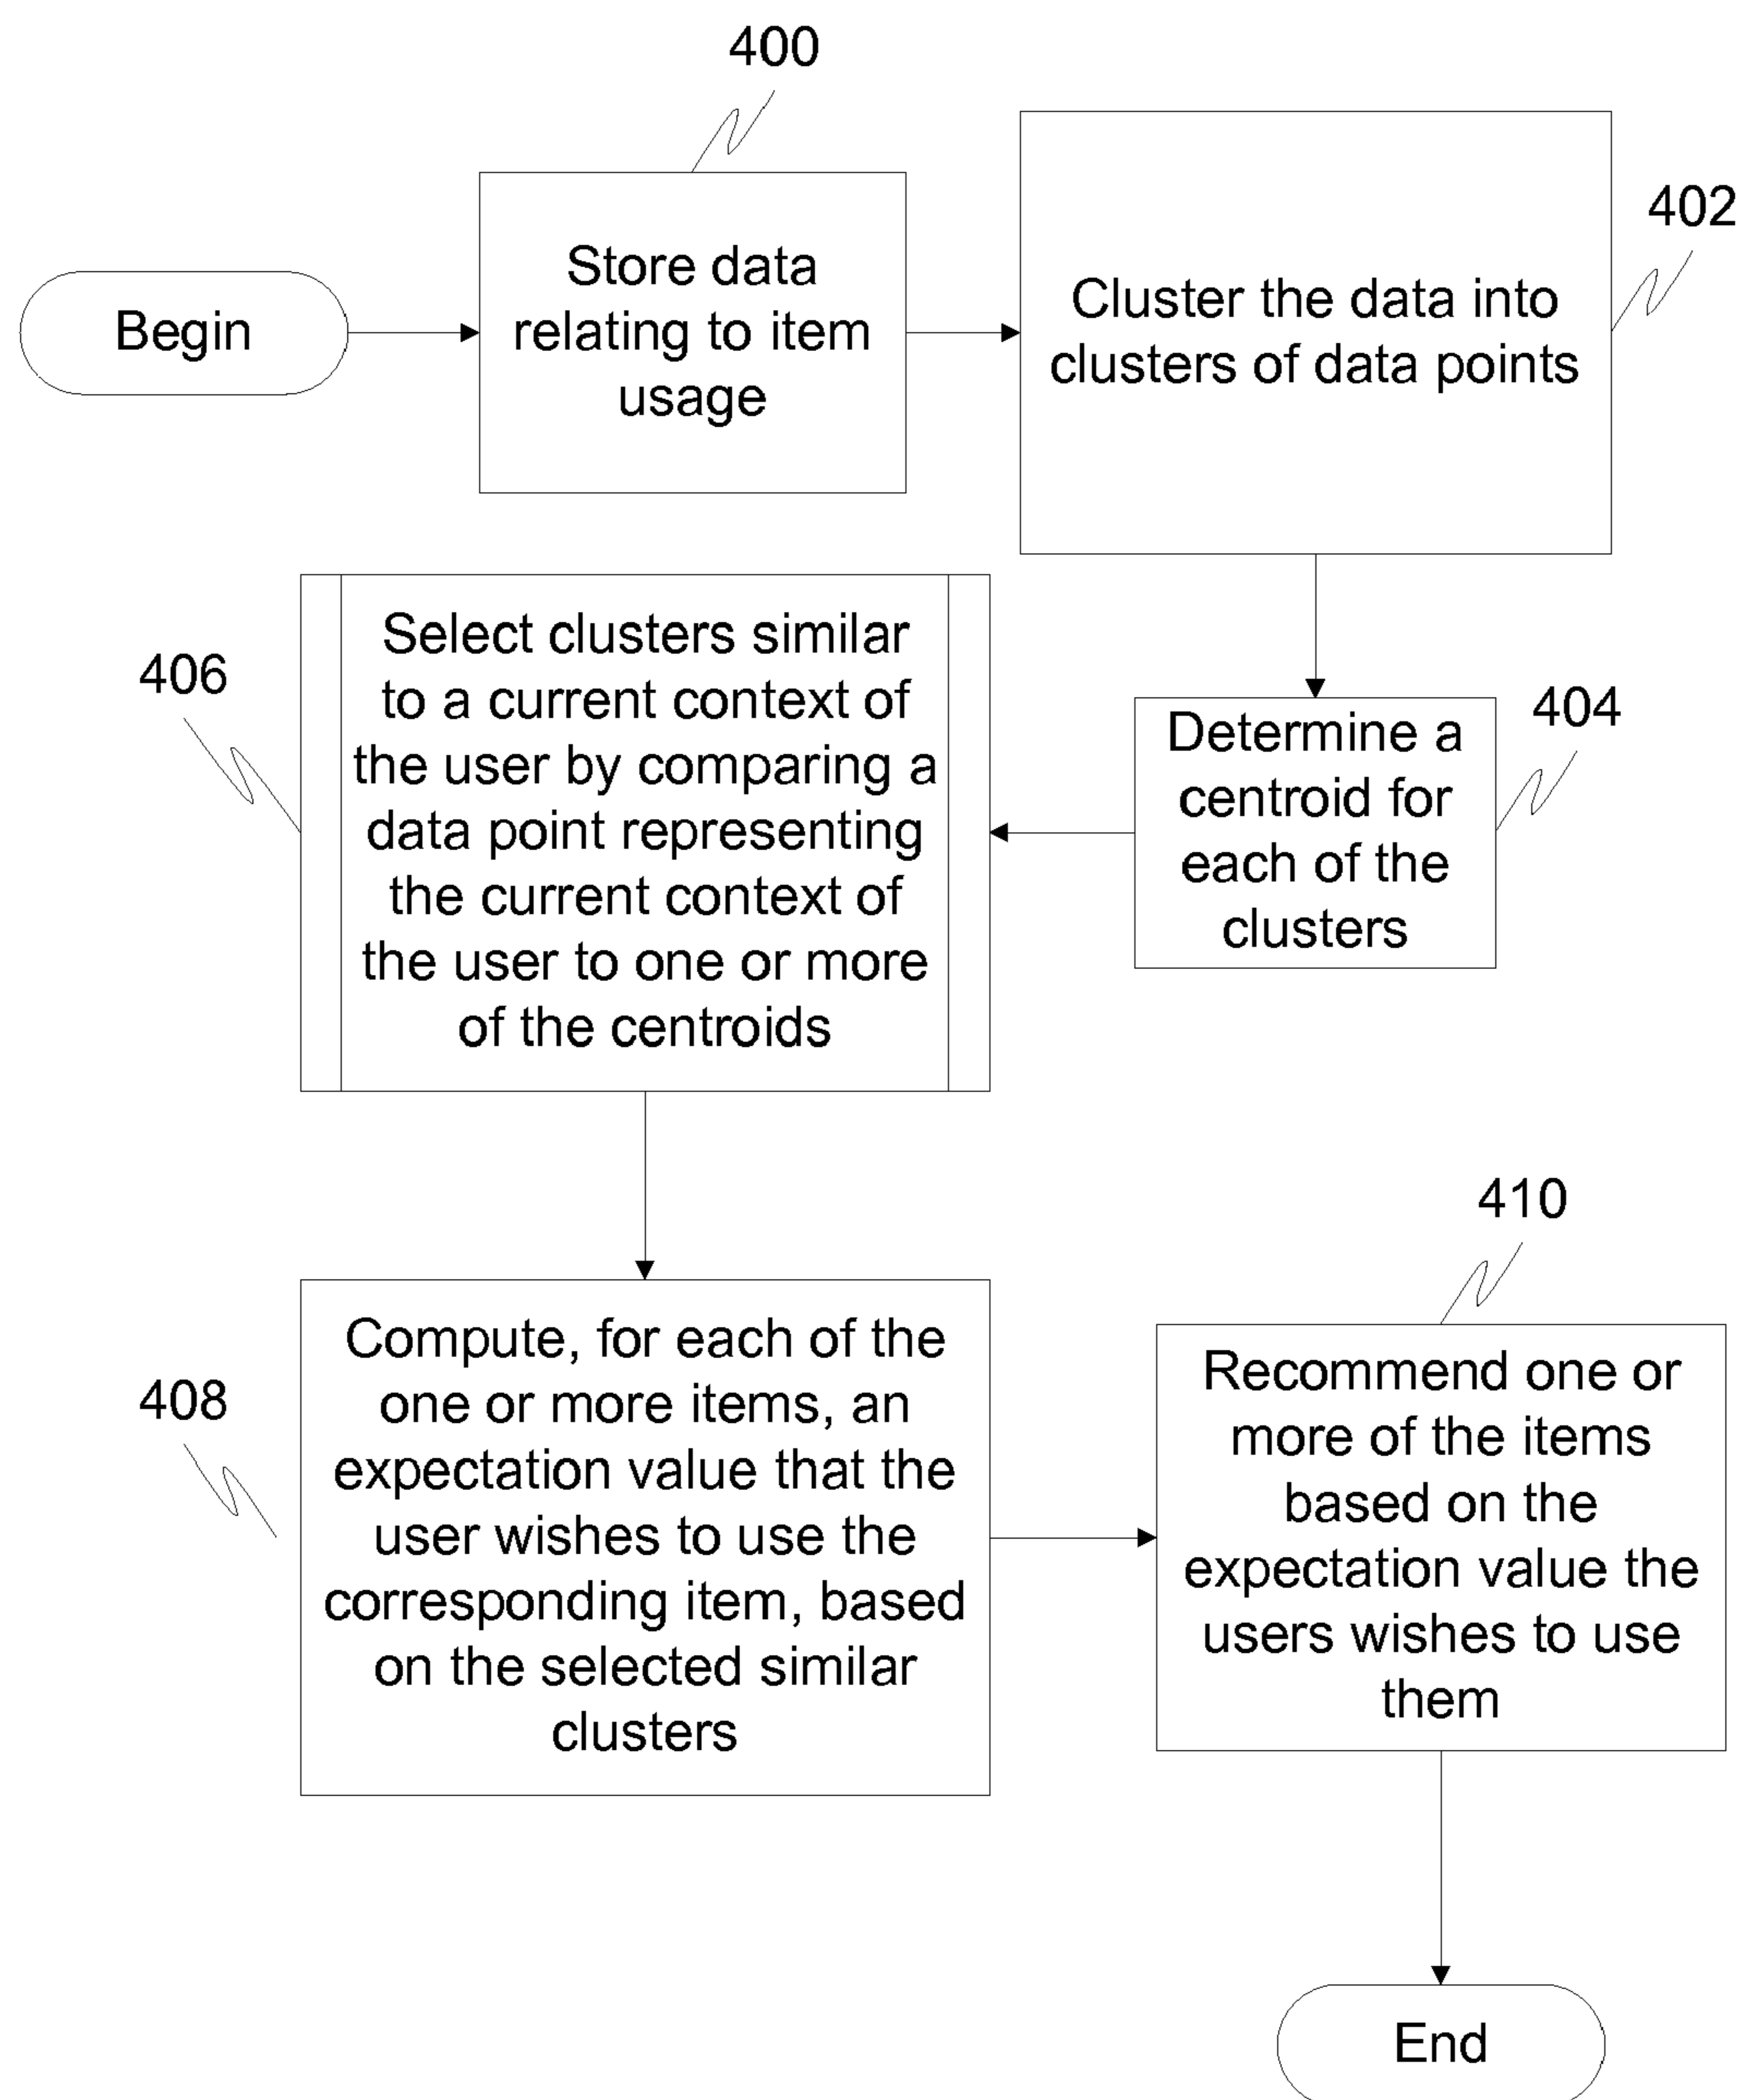 400
Begin
Store data
relating to item
usage
402
Cluster the data into
clusters of data points
404
Determine a
centroid for
each of the
clusters
406
Select clusters similar
to a current context of
the user by comparing a
data point representing
the current context of
the user to one or more
of the centroids
408
Compute, for each of the
one or more items, an
expectation value that the
user wishes to use the
corresponding item, based
on the selected similar
clusters
410
Recommend one or
more of the items
based on the
expectation value the
users wishes to use
them
End